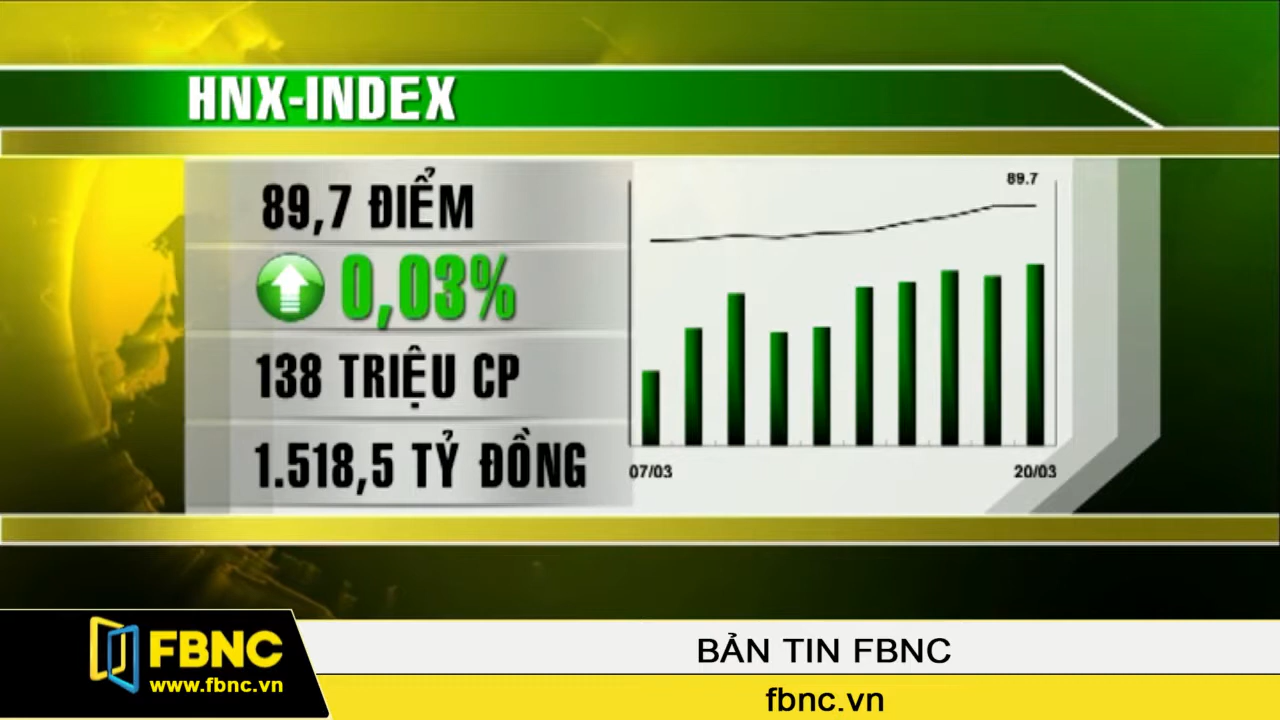 HNX-INDEX
89,7 ĐIỂM
0,03%
138 TRIỆU CP
1.518,5 TỶ ĐỒNG
89.7
07/03
20/03
FBNC
www.fbnc.vn
BẢN TIN FBNC
fbnc.vn